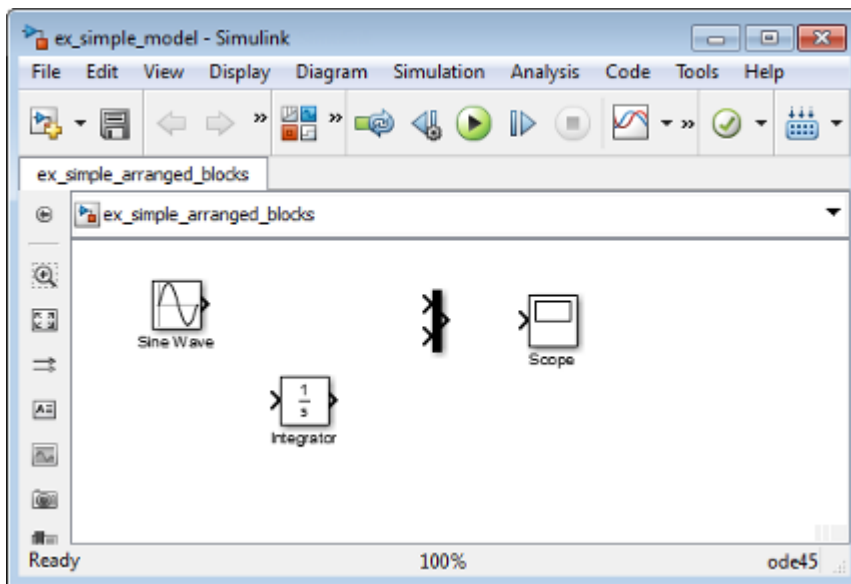 ex_simple_model - Simulink
File Edit View Display Diagram Simulation Analysis Code Tools Help
ex_simple_arranged_blocks
ex_simple_arranged_blocks
Sine Wave
Scope
1
s
Integrator
Ready 100% ode45